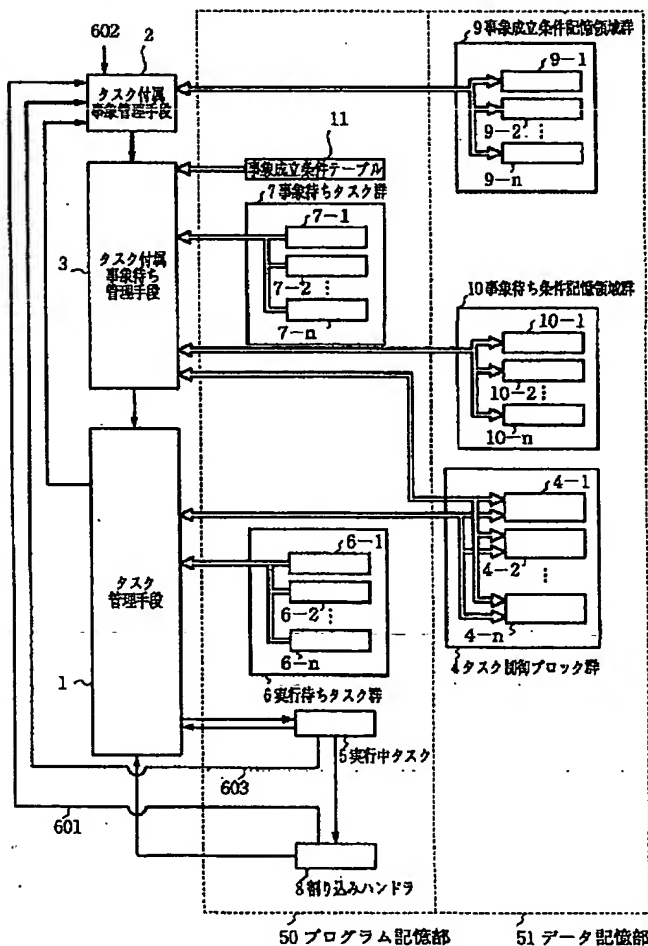 602
2
タスク付属
事象管理手段
9 事象成立条件記憶領域群
9-1
9-2
9-n
11
事象成立条件テーブル
7 事象待ちタスク群
7-1
7-2
7-n
3
タスク付属
事象待ち
管理手段
10 事象待ち条件記憶領域群
10-1
10-2
10-n
4-1
4-2
4-n
4 タスク制御ブロック群
タスク
管理手段
1
6-1
6-2
6-n
6 実行待ちタスク群
5 実行中タスク
603
601
8 割り込みハンドラ
50 プログラム記憶部
51 データ記憶部